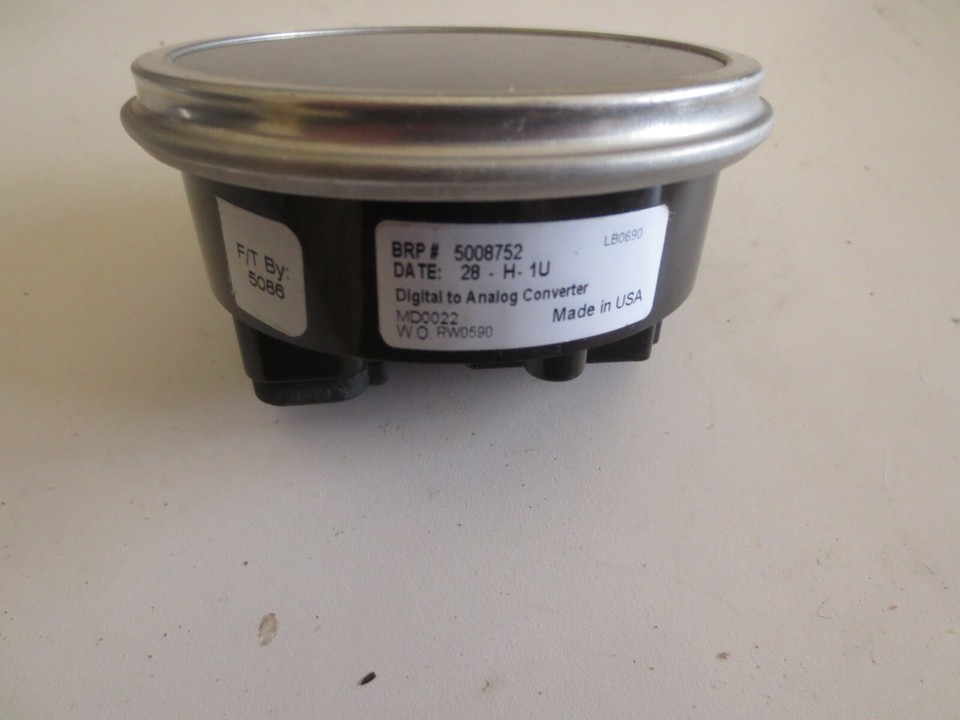 F/T By:
5086
BRP # 5008752
LB0690
DATE: 28 - H- 1U
Digital to Analog Converter
MD0022
Made in USA
W.O. RW0590